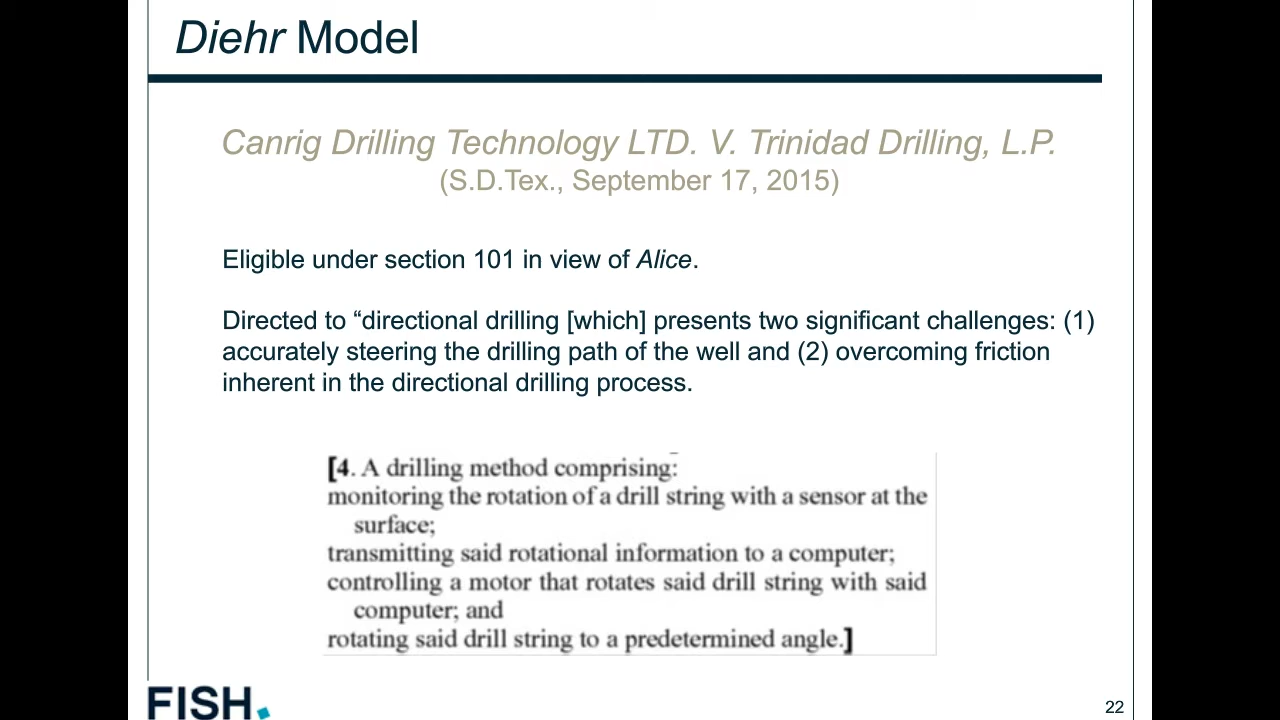 Diehr Model
Canrig Drilling Technology LTD. V. Trinidad Drilling, L.P.
(S.D.Tex., September 17, 2015)
Eligible under section 101 in view of Alice.
Directed to “directional drilling [which] presents two significant challenges: (1)
accurately steering the drilling path of the well and (2) overcoming friction
inherent in the directional drilling process.
[4. A drilling method comprising:
monitoring the rotation of a drill string with a sensor at the
surface;
transmitting said rotational information to a computer;
controlling a motor that rotates said drill string with said
computer; and
rotating said drill string to a predetermined angle.]
FISH.
22